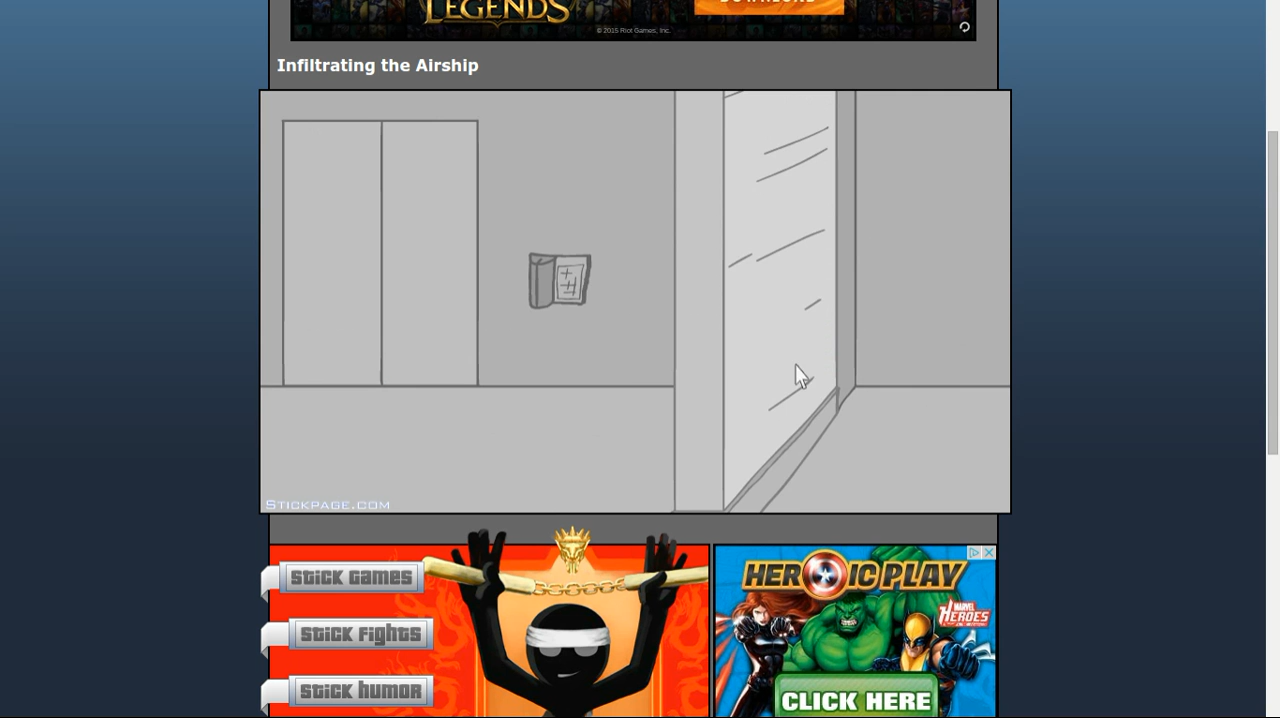 LEGENDS
DOWNLOAD
© 2015 Riot Games, Inc.
Infiltrating the Airship
STICKPAGE.COM
STICK GAMES
HEROIC PLAY
MARVEL
HEROES
STICK FIGHTS
STICK HUMOR
CLICK HERE